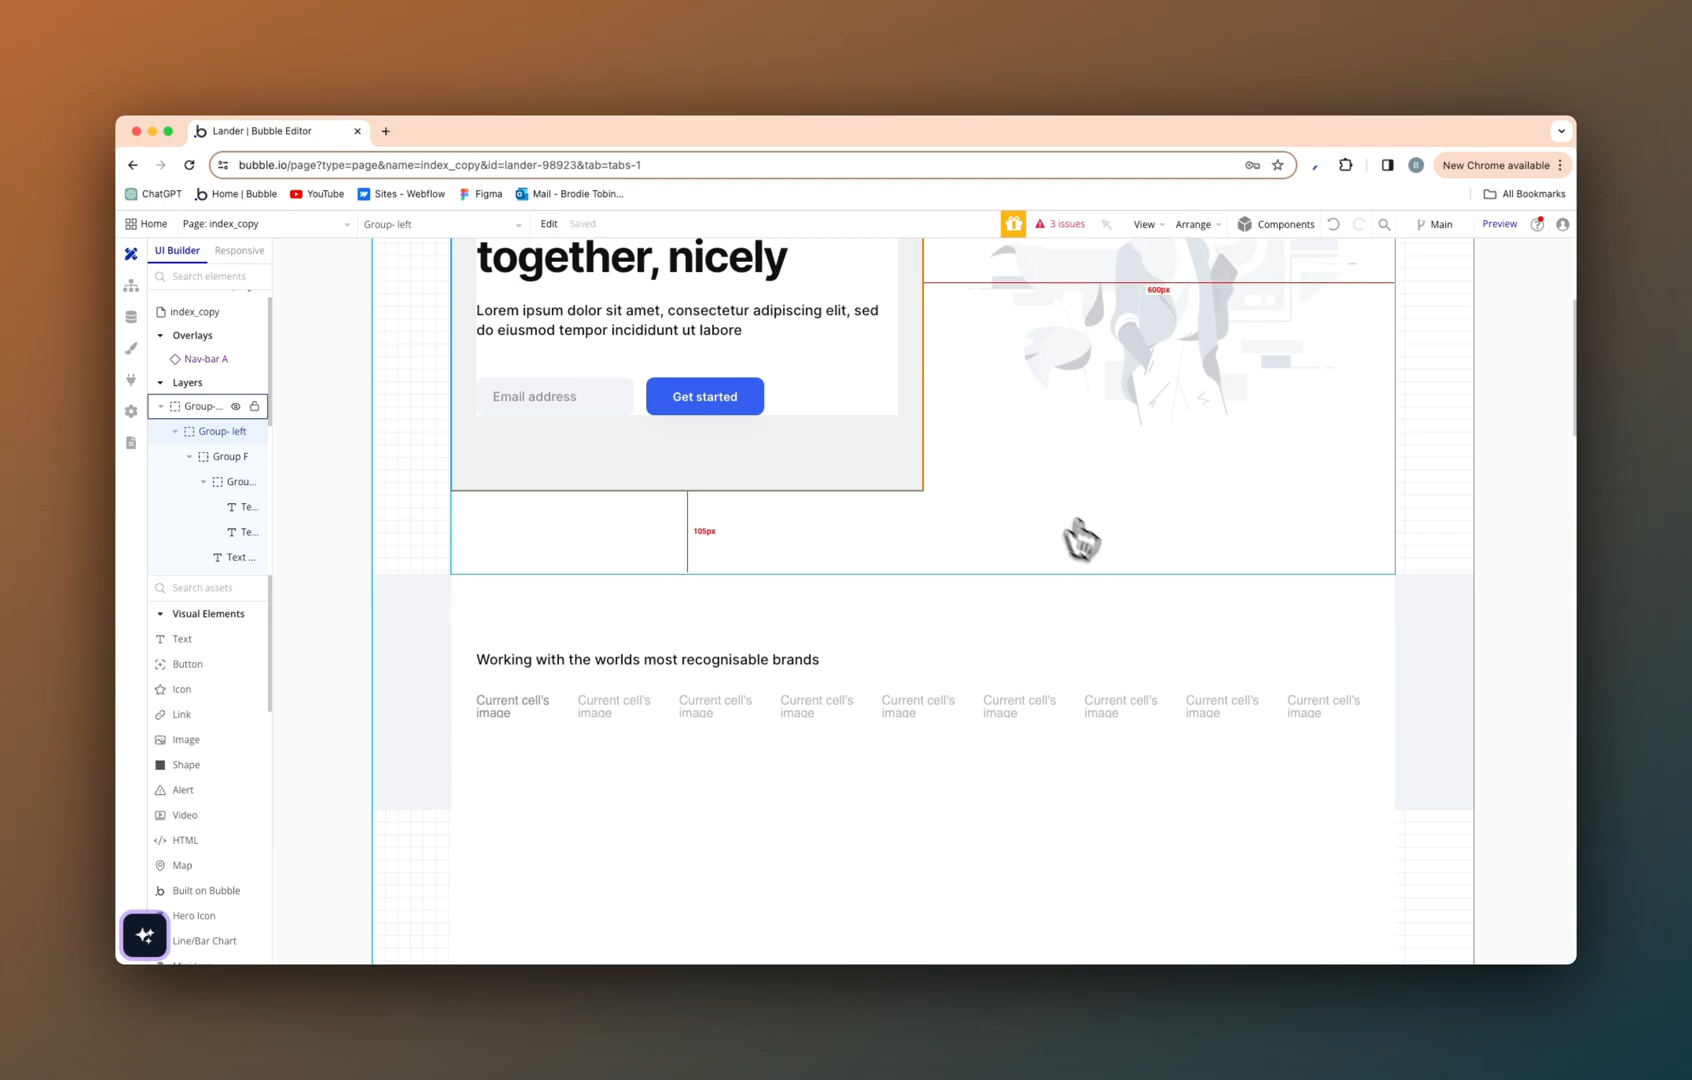 Lander | Bubble Editor
bubble.io/page?type=page&name=index_copy&id=lander-98923&tab=tabs-1
B
New Chrome available
ChatGPT
Home | Bubble
YouTube
Sites - Webflow
Figma
Mail - Brodie Tobin...
All Bookmarks
Home
Page: index_copy
Group- left
Edit
Saved
3 issues
View
Arrange
Components
Main
Preview
UI Builder
Responsive
Search elements
index_copy
Overlays
Nav-bar A
Layers
Group-...
Group- left
Group F
Grou...
Te...
Te...
Text ...
Search assets
Visual Elements
Text
Button
Icon
Link
Image
Shape
Alert
Video
HTML
Map
Built on Bubble
Hero Icon
Line/Bar Chart
together, nicely
Lorem ipsum dolor sit amet, consectetur adipiscing elit, sed
do eiusmod tempor incididunt ut labore
Email address
Get started
600px
105px
Working with the worlds most recognisable brands
Current cell's
image
Current cell's
image
Current cell's
image
Current cell's
image
Current cell's
image
Current cell's
image
Current cell's
image
Current cell's
image
Current cell's
image